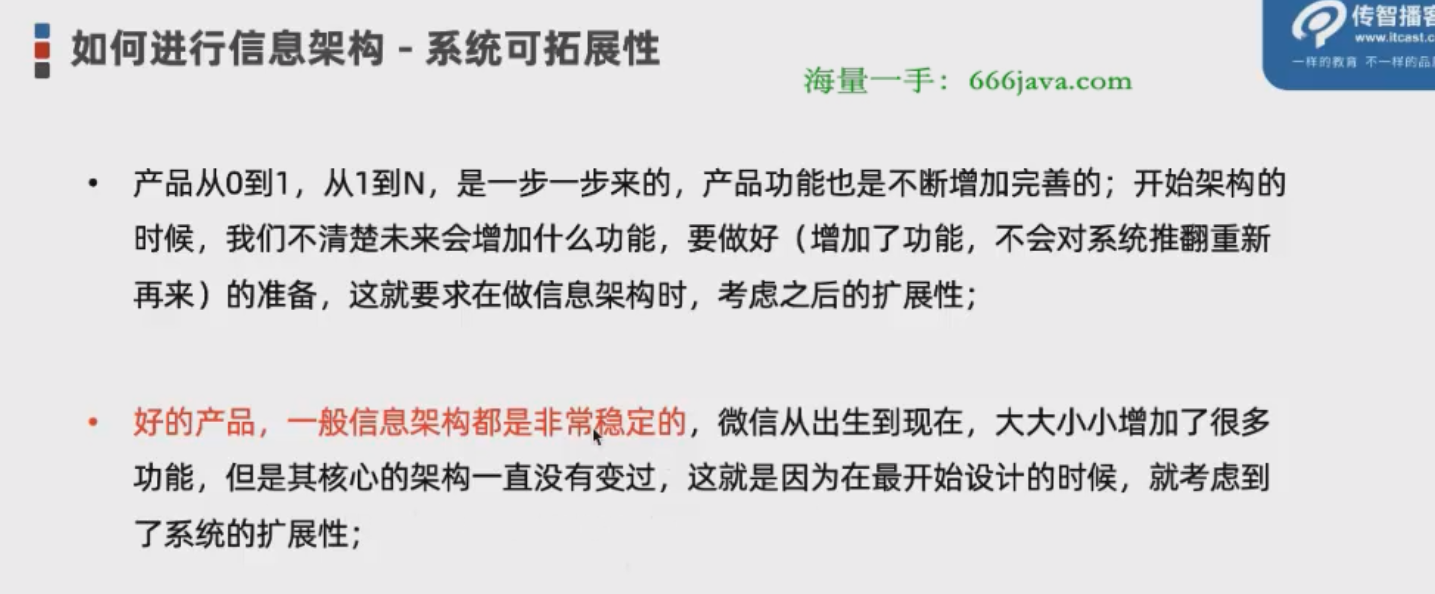 如何进行信息架构 - 系统可拓展性
传智播客
www.itcast.c
一样的教育 不一样的品
海量一手：666java.com
• 产品从0到1，从1到N，是一步一步来的，产品功能也是不断增加完善的；开始架构的
时候，我们不清楚未来会增加什么功能，要做好（增加了功能，不会对系统推翻重新
再来）的准备，这就要求在做信息架构时，考虑之后的扩展性；
• 好的产品，一般信息架构都是非常稳定的，微信从出生到现在，大大小小增加了很多
功能，但是其核心的架构一直没有变过，这就是因为在最开始设计的时候，就考虑到
了系统的扩展性；